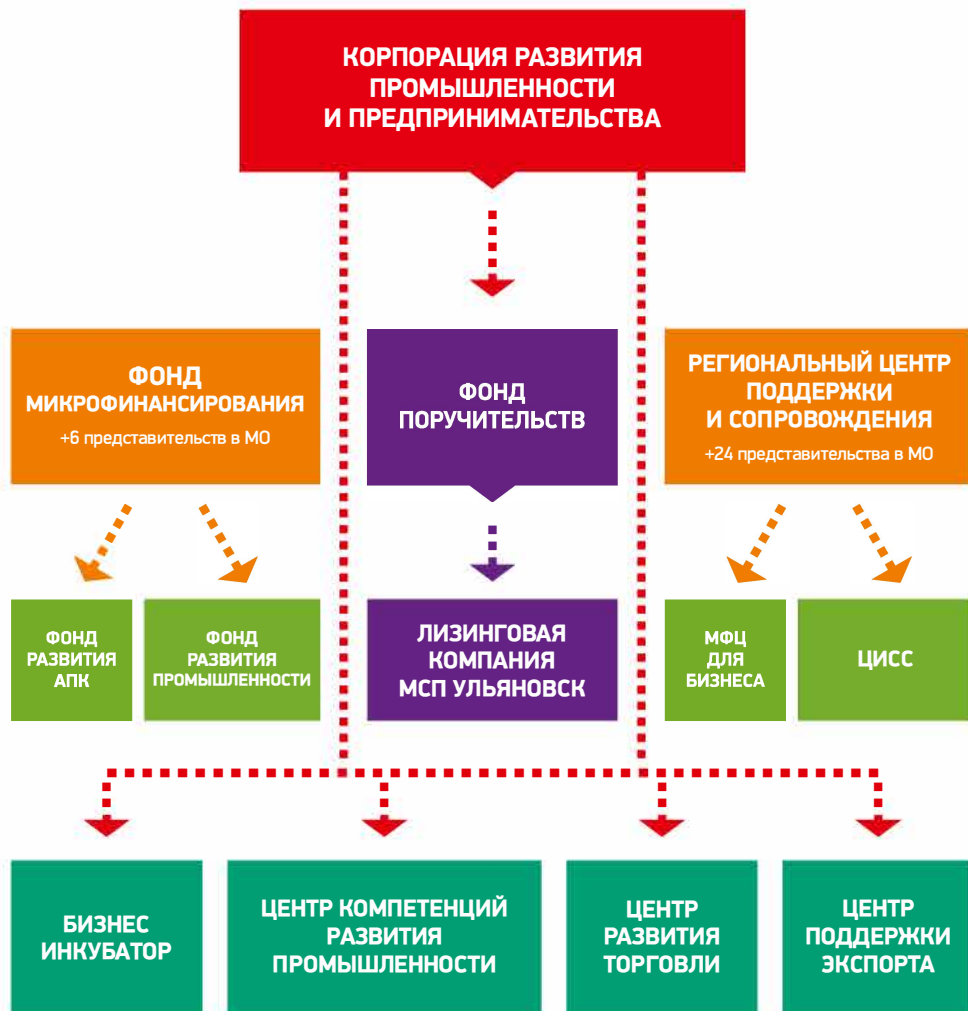 КОРПОРАЦИЯ РАЗВИТИЯ
ПРОМЫШЛЕННОСТИ
И ПРЕДПРИНИМАТЕЛЬСТВА
ФОНД
МИКРОФИНАНСИРОВАНИЯ
+6 представительств в МО
ФОНД
ПОРУЧИТЕЛЬСТВ
РЕГИОНАЛЬНЫЙ ЦЕНТР
ПОДДЕРЖКИ
И СОПРОВОЖДЕНИЯ
+24 представительства в МО
ФОНД
РАЗВИТИЯ
АПК
ФОНД
РАЗВИТИЯ
ПРОМЫШЛЕННОСТИ
ЛИЗИНГОВАЯ
КОМПАНИЯ
МСП УЛЬЯНОВСК
МФЦ
ДЛЯ
БИЗНЕСА
ЦИСС
БИЗНЕС
ИНКУБАТОР
ЦЕНТР КОМПЕТЕНЦИЙ
РАЗВИТИЯ
ПРОМЫШЛЕННОСТИ
ЦЕНТР
РАЗВИТИЯ
ТОРГОВЛИ
ЦЕНТР
ПОДДЕРЖКИ
ЭКСПОРТА